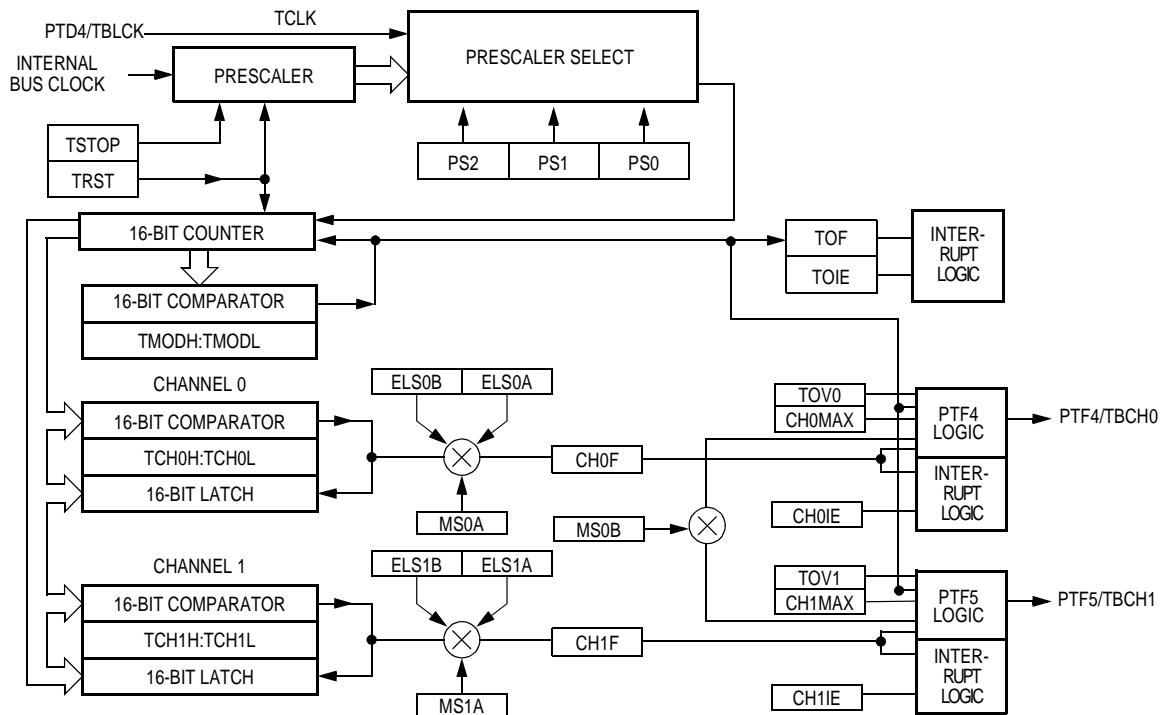 TCLK
PTD4/TBLCK
PRESCALER SELECT
INTERNAL
BUS CLOCK
PRESCALER
TSTOP
TRST
PS2
PS1
PS0
16-BIT COUNTER
TOF
TOIE
INTER-
RUPT
LOGIC
16-BIT COMPARATOR
TMODH:TMODL
CHANNEL 0
ELS0B
ELS0A
16-BIT COMPARATOR
TCH0H:TCH0L
16-BIT LATCH
MS0A
CH0F
MS0B
TOV0
CH0MAX
PTF4
LOGIC
PTF4/TBCH0
INTER-
RUPT
LOGIC
CH0IE
CHANNEL 1
ELS1B
ELS1A
16-BIT COMPARATOR
TCH1H:TCH1L
16-BIT LATCH
MS1A
CH1F
TOV1
CH1MAX
PTF5
LOGIC
PTF5/TBCH1
INTER-
RUPT
LOGIC
CH1IE